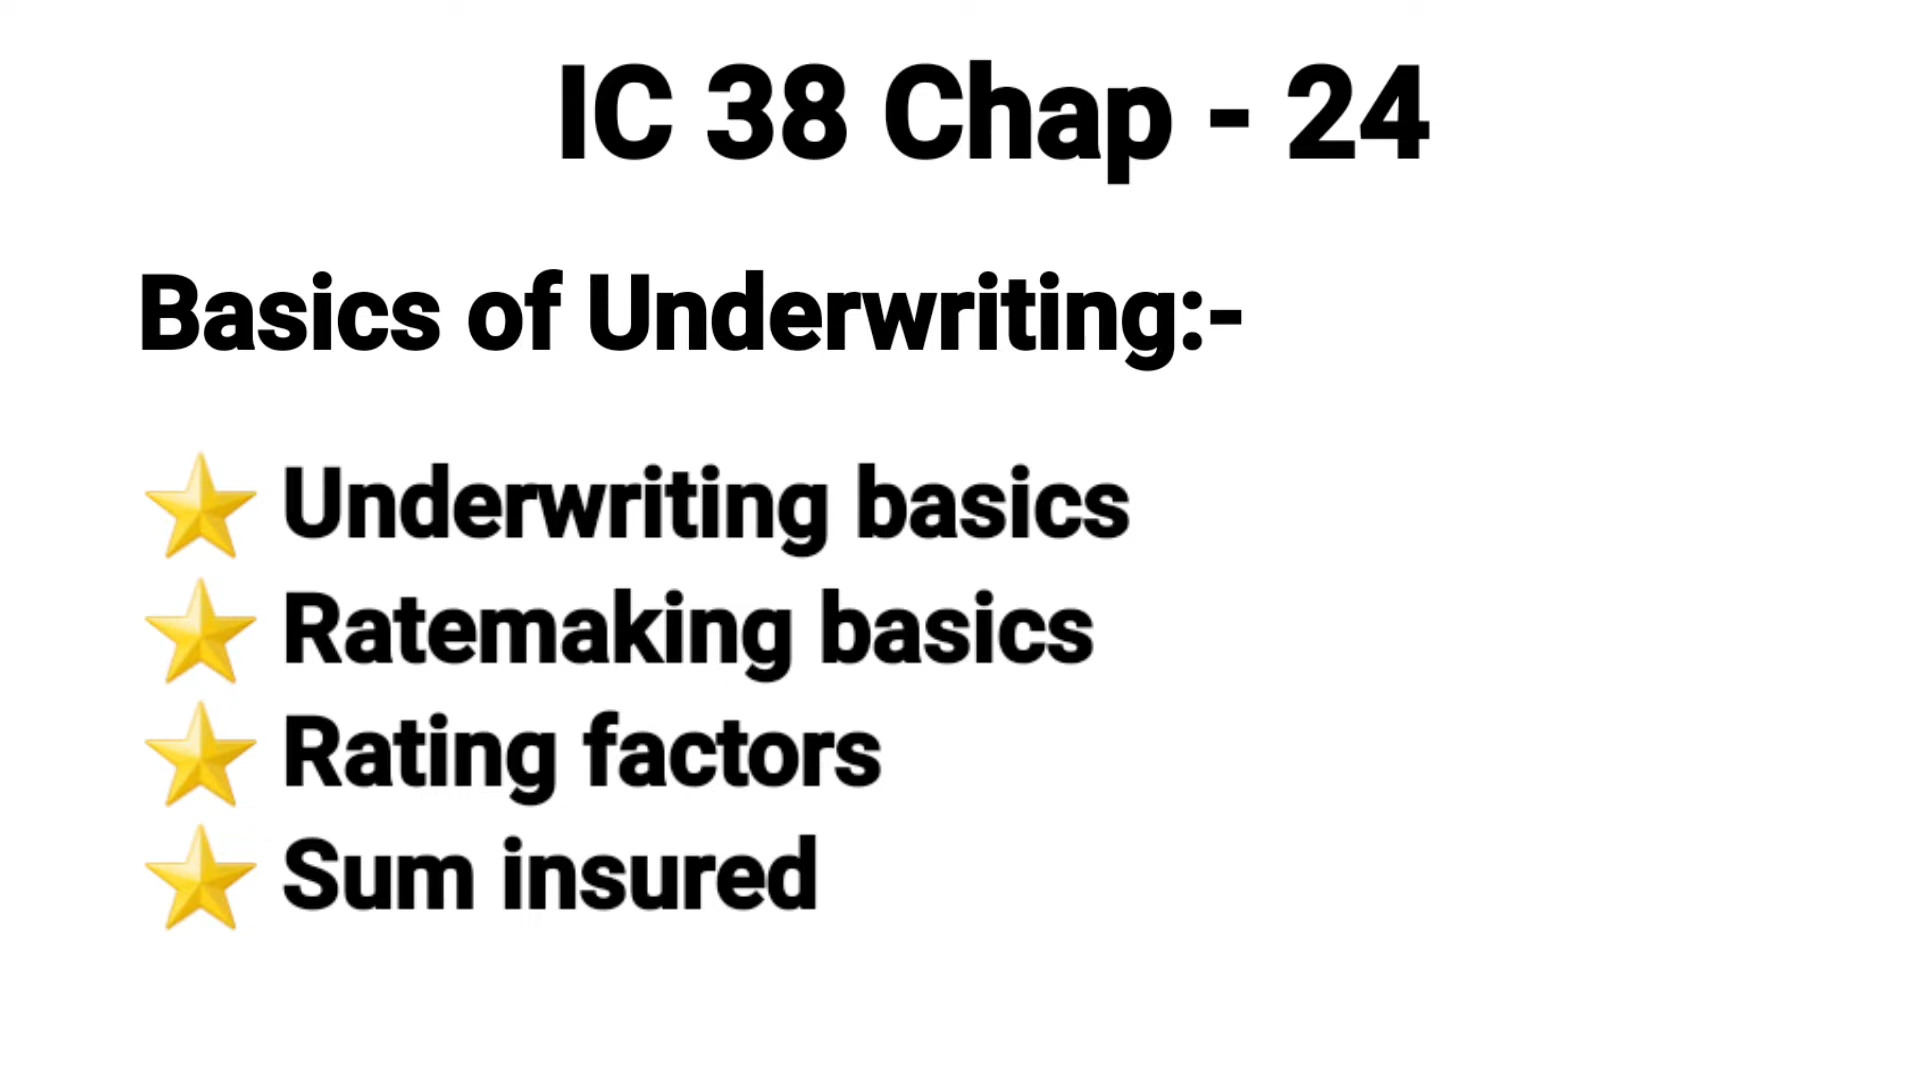 IC 38 Chap - 24
Basics of Underwriting:-
⭐ Underwriting basics
⭐ Ratemaking basics
⭐ Rating factors
⭐ Sum insured